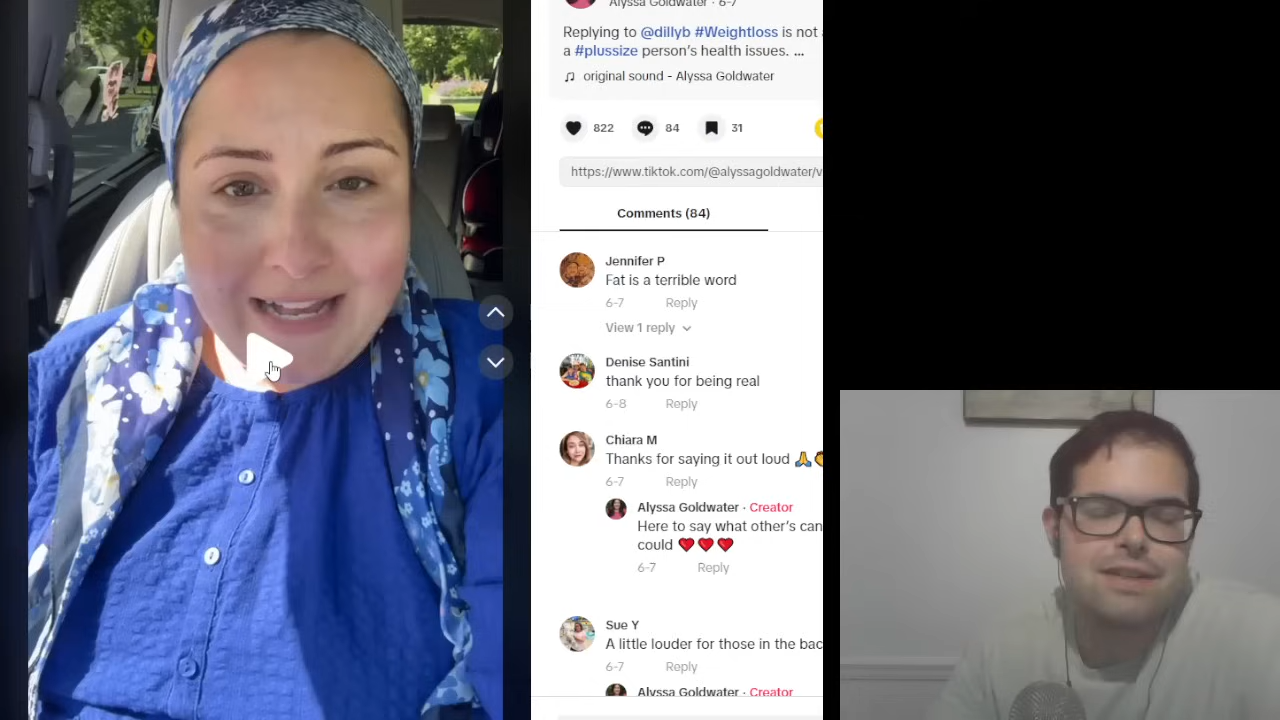 Alyssa Goldwater · 6-7
Replying to @dillyb #Weightloss is not
a #plussize person's health issues. ...
original sound - Alyssa Goldwater
822
84
31
https://www.tiktok.com/@alyssagoldwater/v
Comments (84)
Jennifer P
Fat is a terrible word
6-7 Reply
View 1 reply
Denise Santini
thank you for being real
6-8 Reply
Chiara M
Thanks for saying it out loud 🙏
6-7 Reply
Alyssa Goldwater · Creator
Here to say what other's can
could ❤️❤️❤️
6-7 Reply
Sue Y
A little louder for those in the bac
6-7 Reply
Alyssa Goldwater · Creator